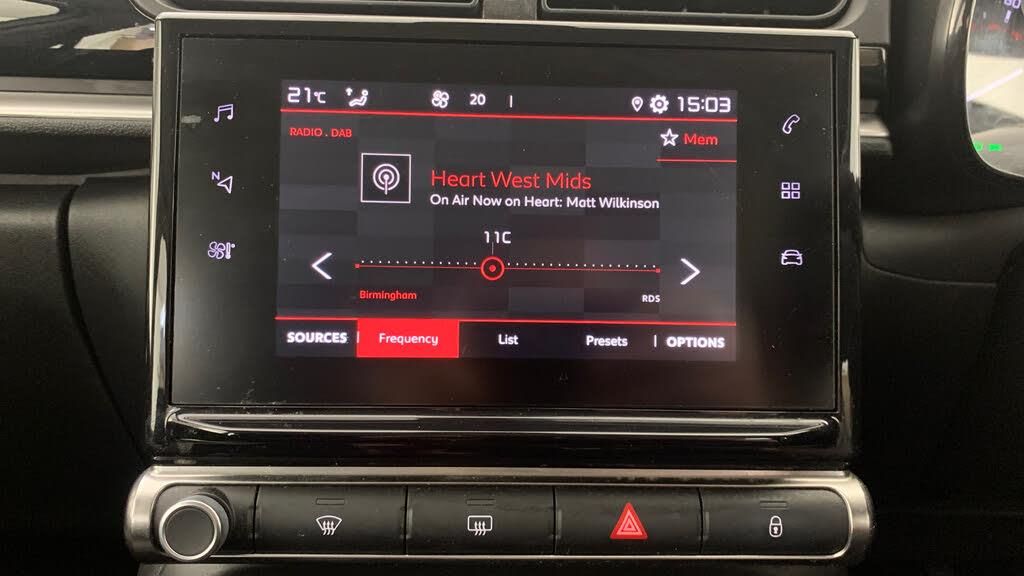 21°C 20 15:03
RADIO . DAB
Mem
Heart West Mids
On Air Now on Heart: Matt Wilkinson
11C
Birmingham
RDS
SOURCES Frequency List Presets OPTIONS
N